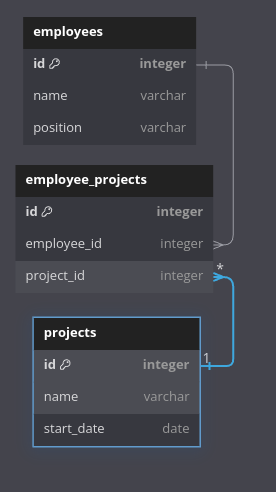 employees
id integer
name varchar
position varchar
employee_projects
id integer
employee_id integer
project_id integer
*
projects
1
id integer
name varchar
start_date date